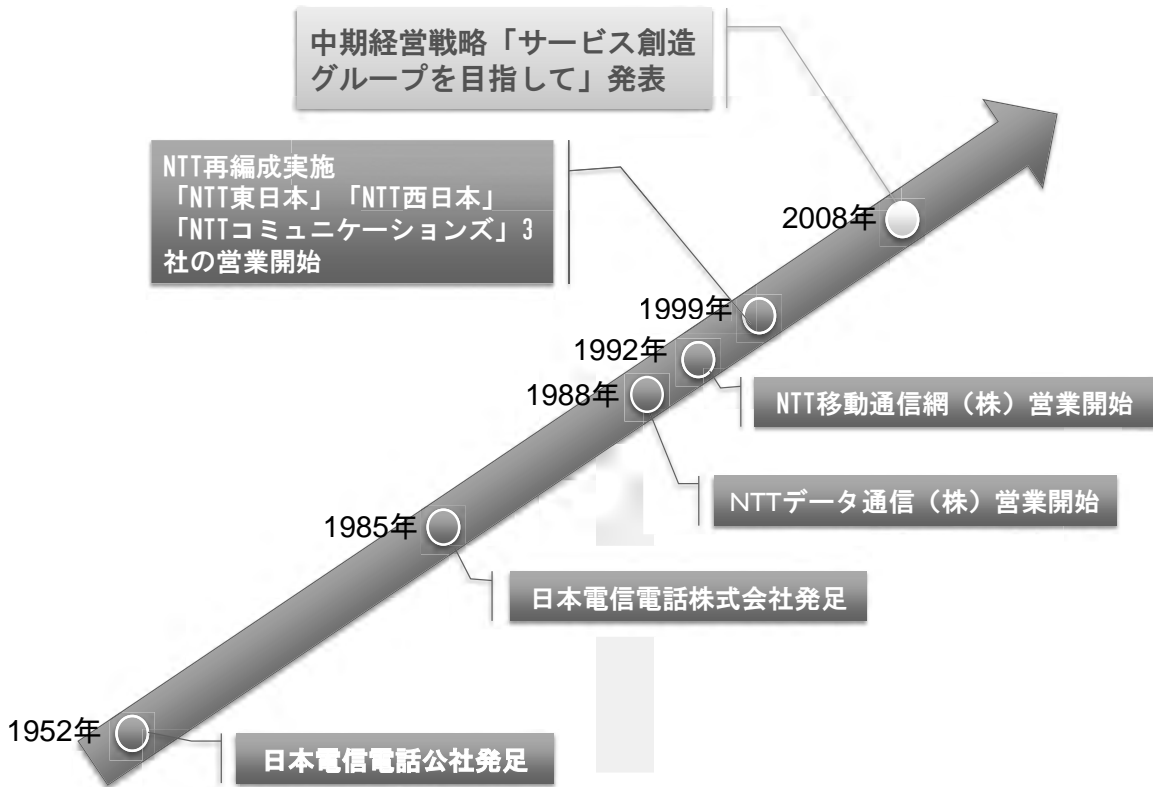 中期経営戦略「サービス創造
グループを目指して」発表
NTT再編成実施
「NTT東日本」「NTT西日本」
「NTTコミュニケーションズ」3
社の営業開始
2008年
1999年
1992年
NTT移動通信網（株）営業開始
1988年
NTTデータ通信（株）営業開始
1985年
日本電信電話株式会社発足
1952年
日本電信電話公社発足